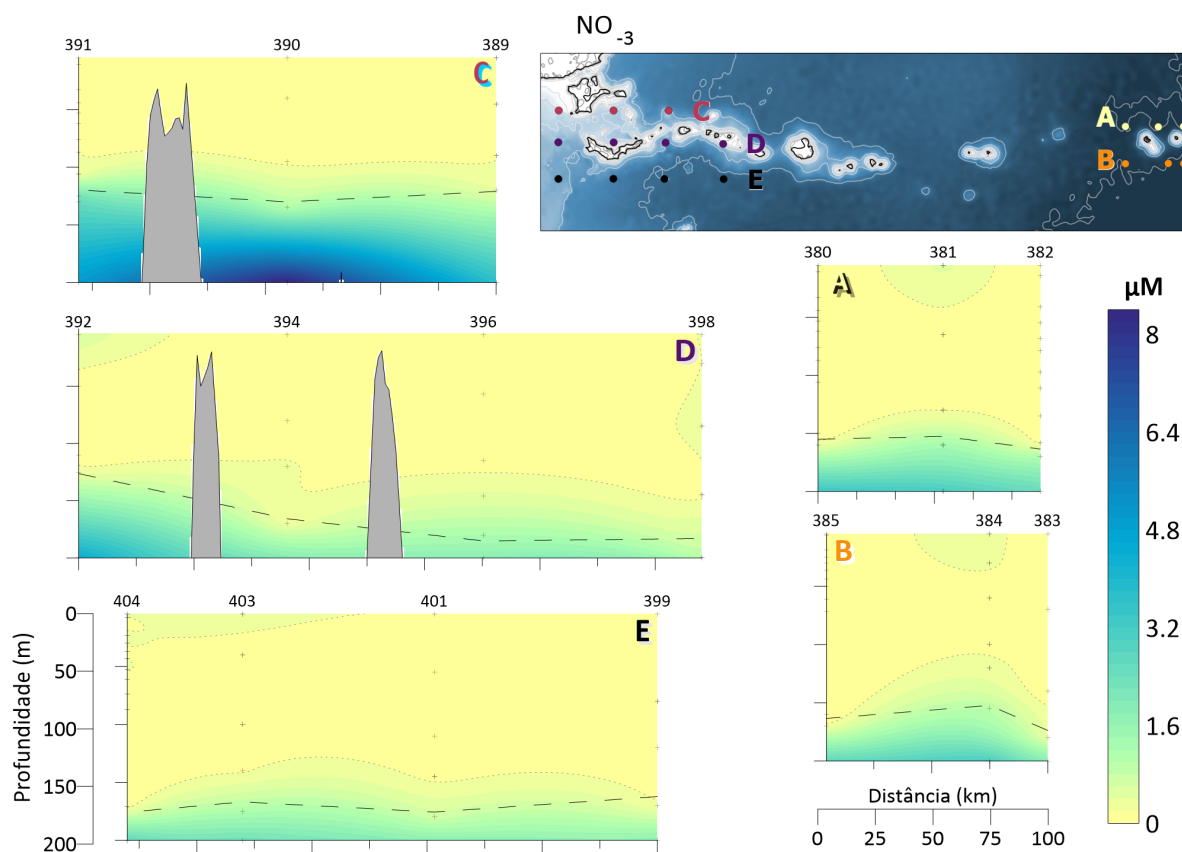 NO
-3
391 390 389
C
C
A
D
B
E
380 381 382
A
µM
8
6.4
4.8
3.2
1.6
0
392 394 396 398
D
385 384 383
B
404 403 401 399
E
Profundidade (m)
0
50
100
150
200
Distância (km)
0 25 50 75 100